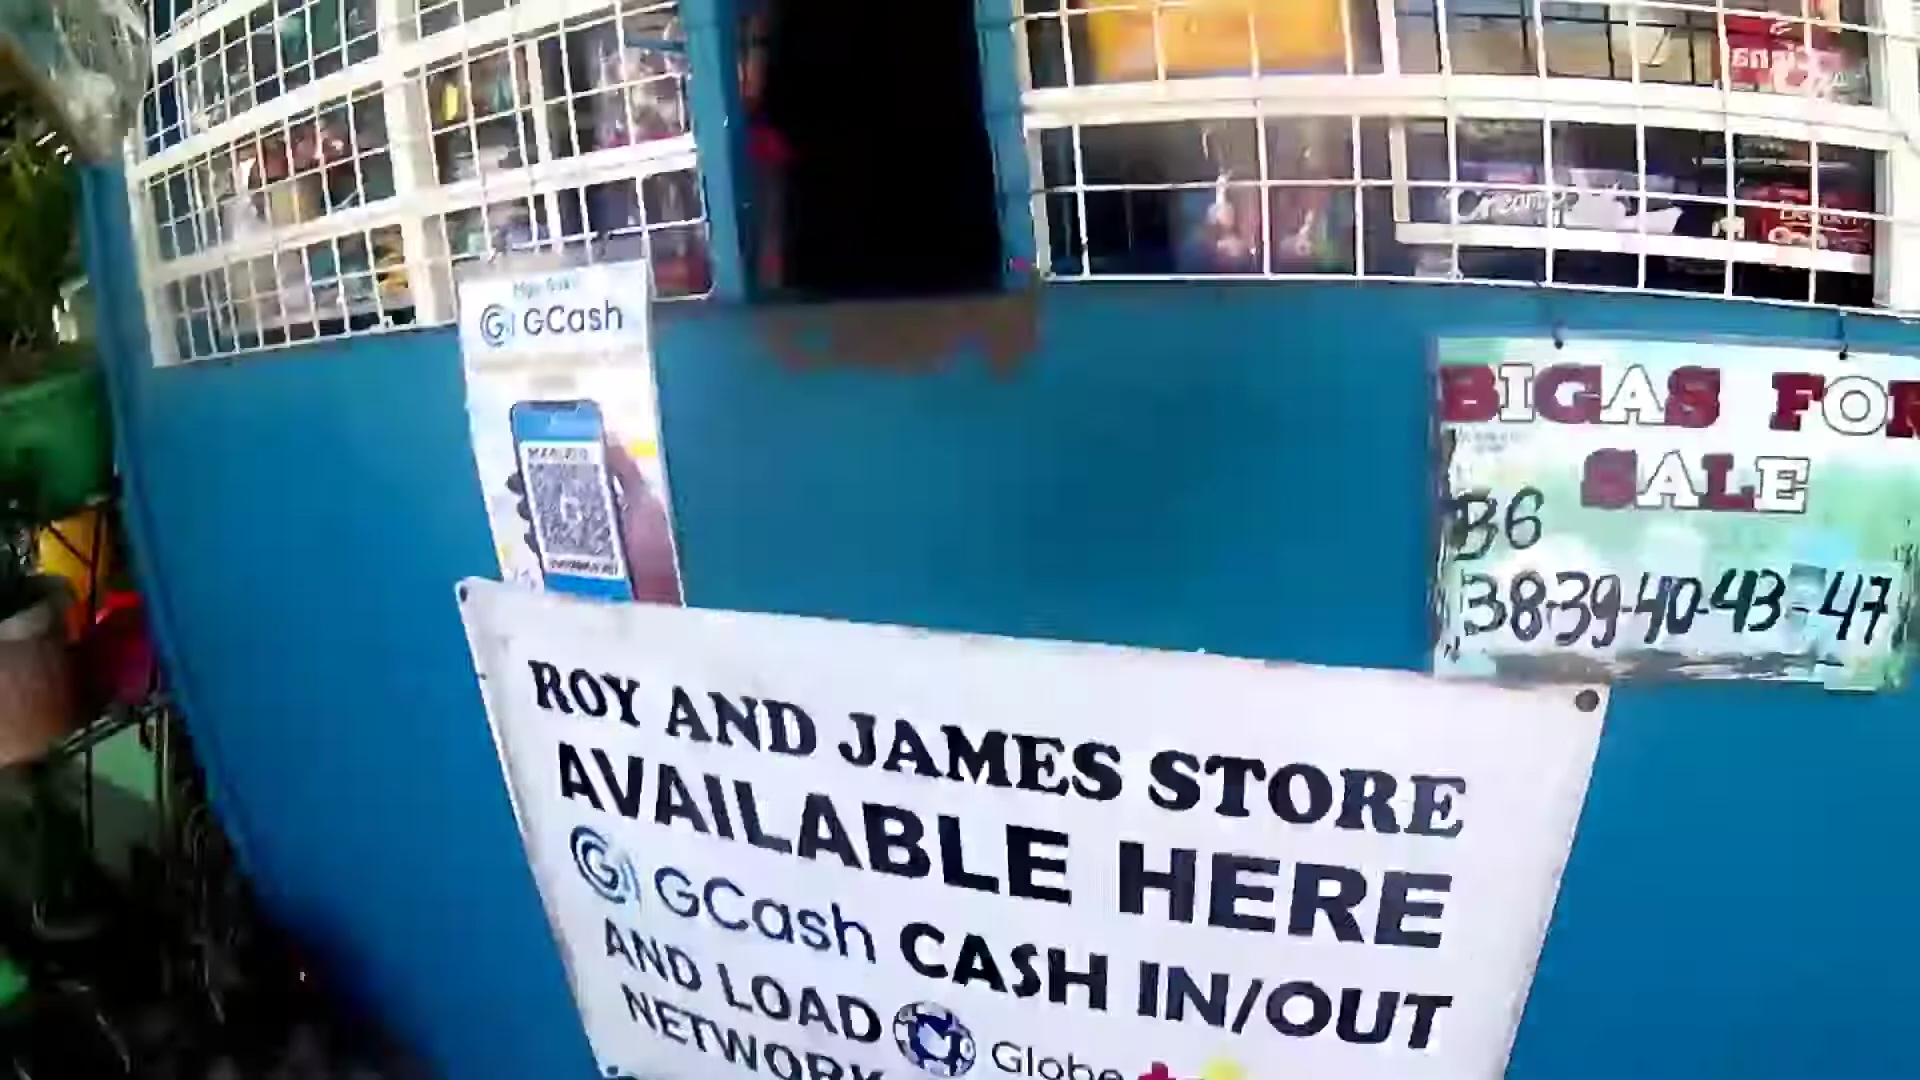 GCash
BIGAS FOR
SALE
36
38-39-40-43-47
ROY AND JAMES STORE
AVAILABLE HERE
GCash CASH IN/OUT
AND LOAD Globe
NETWORK
Creamy